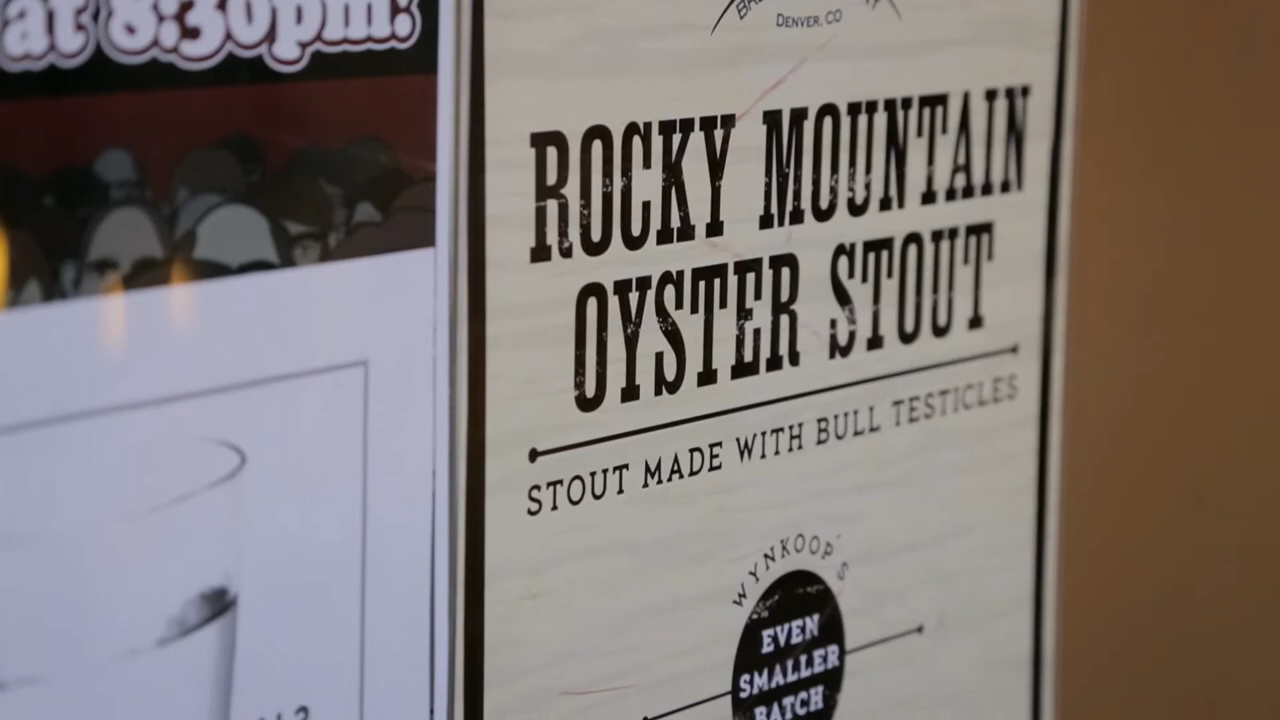 at 8:30pm!
DENVER, CO
ROCKY MOUNTAIN
OYSTER STOUT
STOUT MADE WITH BULL TESTICLES
WYNKOOP'S
EVEN
SMALLER
BATCH